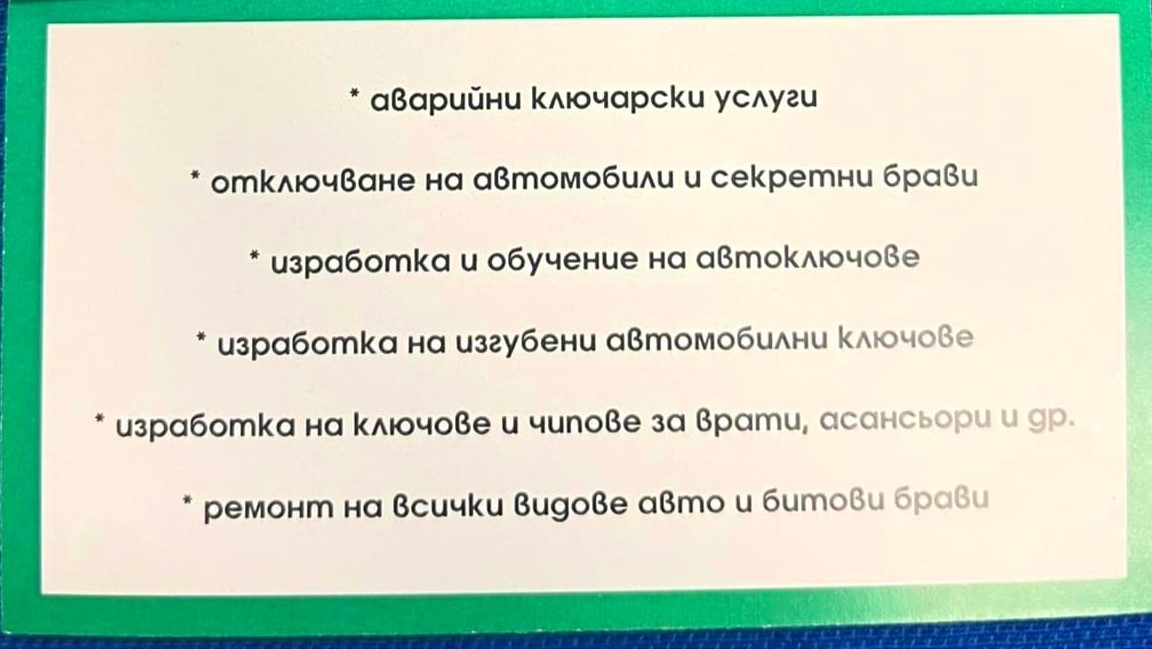 * аварийни ключарски услуги
* отключване на автомобили и секретни брави
* изработка и обучение на автоключове
* изработка на изгубени автомобилни ключове
* изработка на ключове и чипове за врати, асансьори и др.
* ремонт на всички видове авто и битови брави